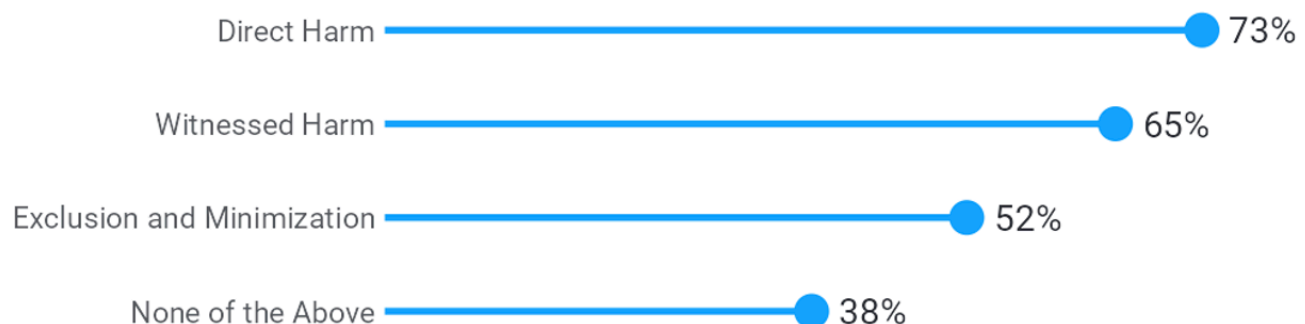 Direct Harm 73%
Witnessed Harm 65%
Exclusion and Minimization 52%
None of the Above 38%